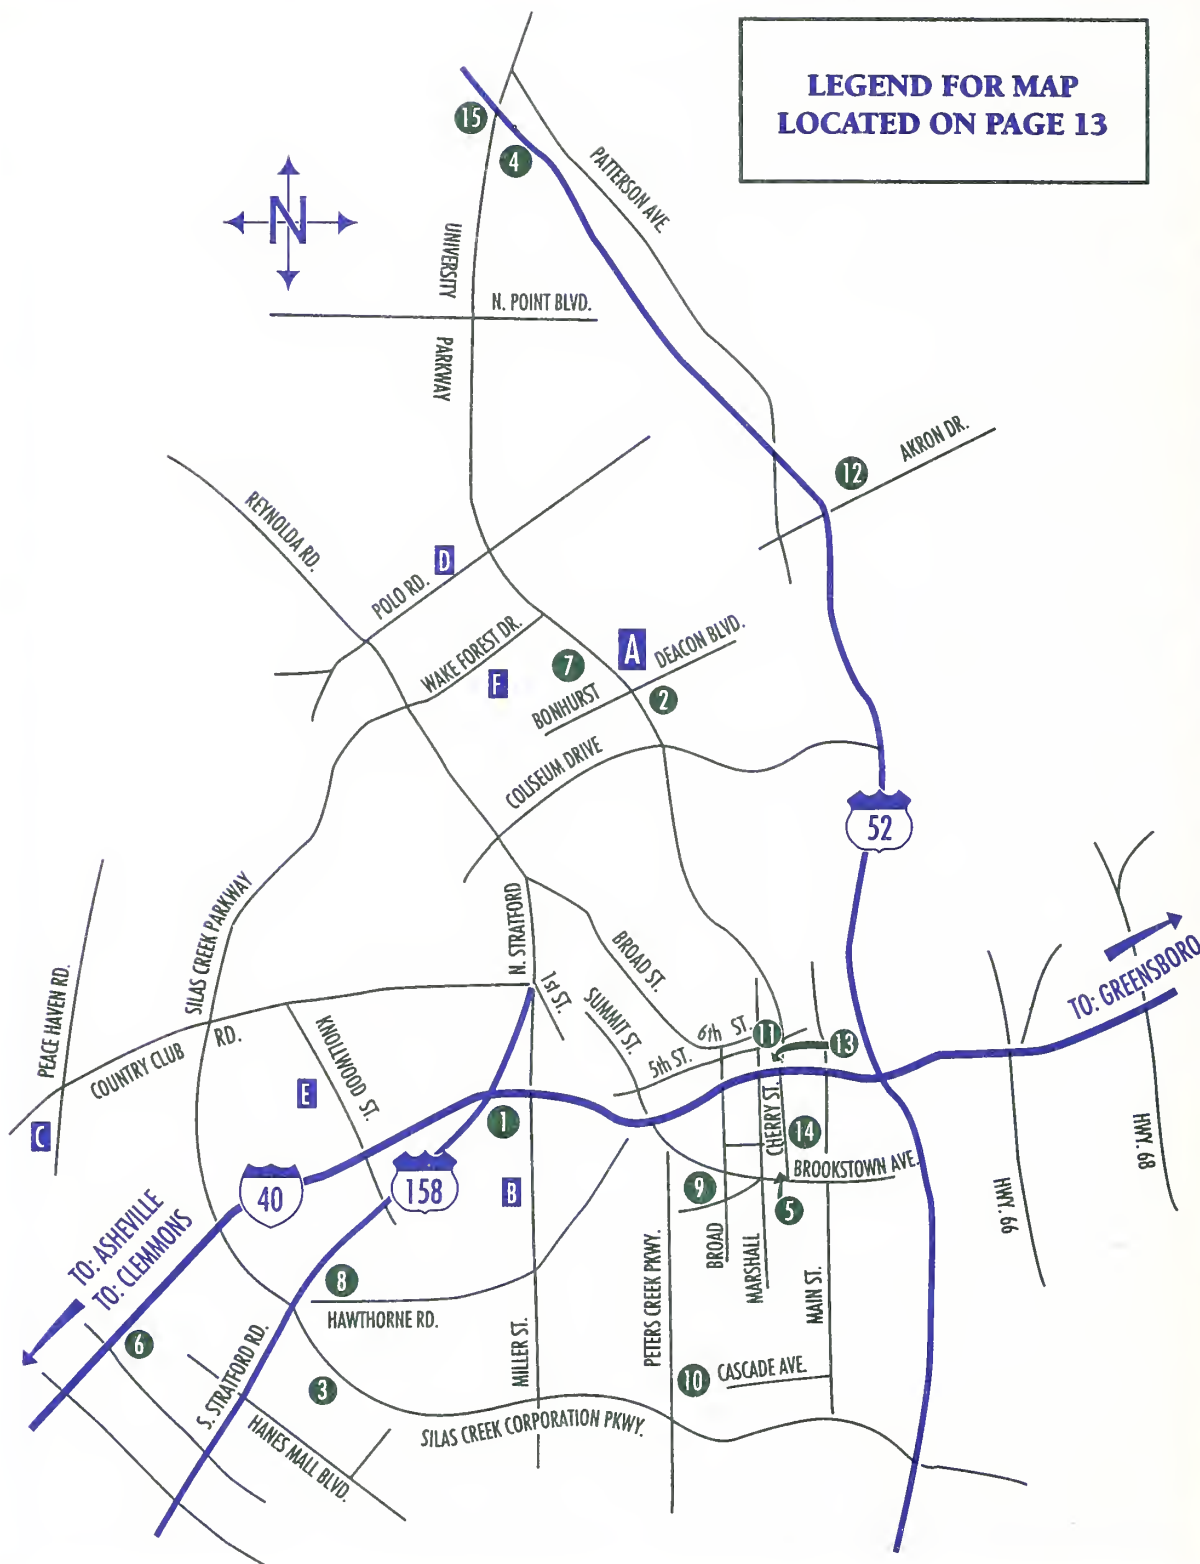 LEGEND FOR MAP
LOCATED ON PAGE 13
15
4
PATTERSON AVE.
N
UNIVERSITY
PARKWAY
N. POINT BLVD.
12
AKRON DR.
REYNOLDA RD.
D
POLO RD.
WAKE FOREST DR.
F
7
A
DEACON BLVD.
BONHURST
2
COLISEUM DRIVE
52
SILAS CREEK PARKWAY
N. STRATFORD
BROAD ST.
1st ST.
SUMMIT ST.
6th ST.
5th ST.
11
13
TO: GREENSBORO
PEACE HAVEN RD.
COUNTRY CLUB RD.
KNOLLWOOD ST.
E
C
1
CHERRY ST.
14
BROOKSTOWN AVE.
HWY. 68
HWY. 66
40
158
B
9
5
BROAD
MARSHALL
MAIN ST.
PETERS CREEK PKWY.
TO: ASHEVILLE
TO: CLEMMONS
8
HAWTHORNE RD.
MILLER ST.
6
S. STRATFORD RD.
3
10
CASCADE AVE.
HANES MALL BLVD.
SILAS CREEK CORPORATION PKWY.